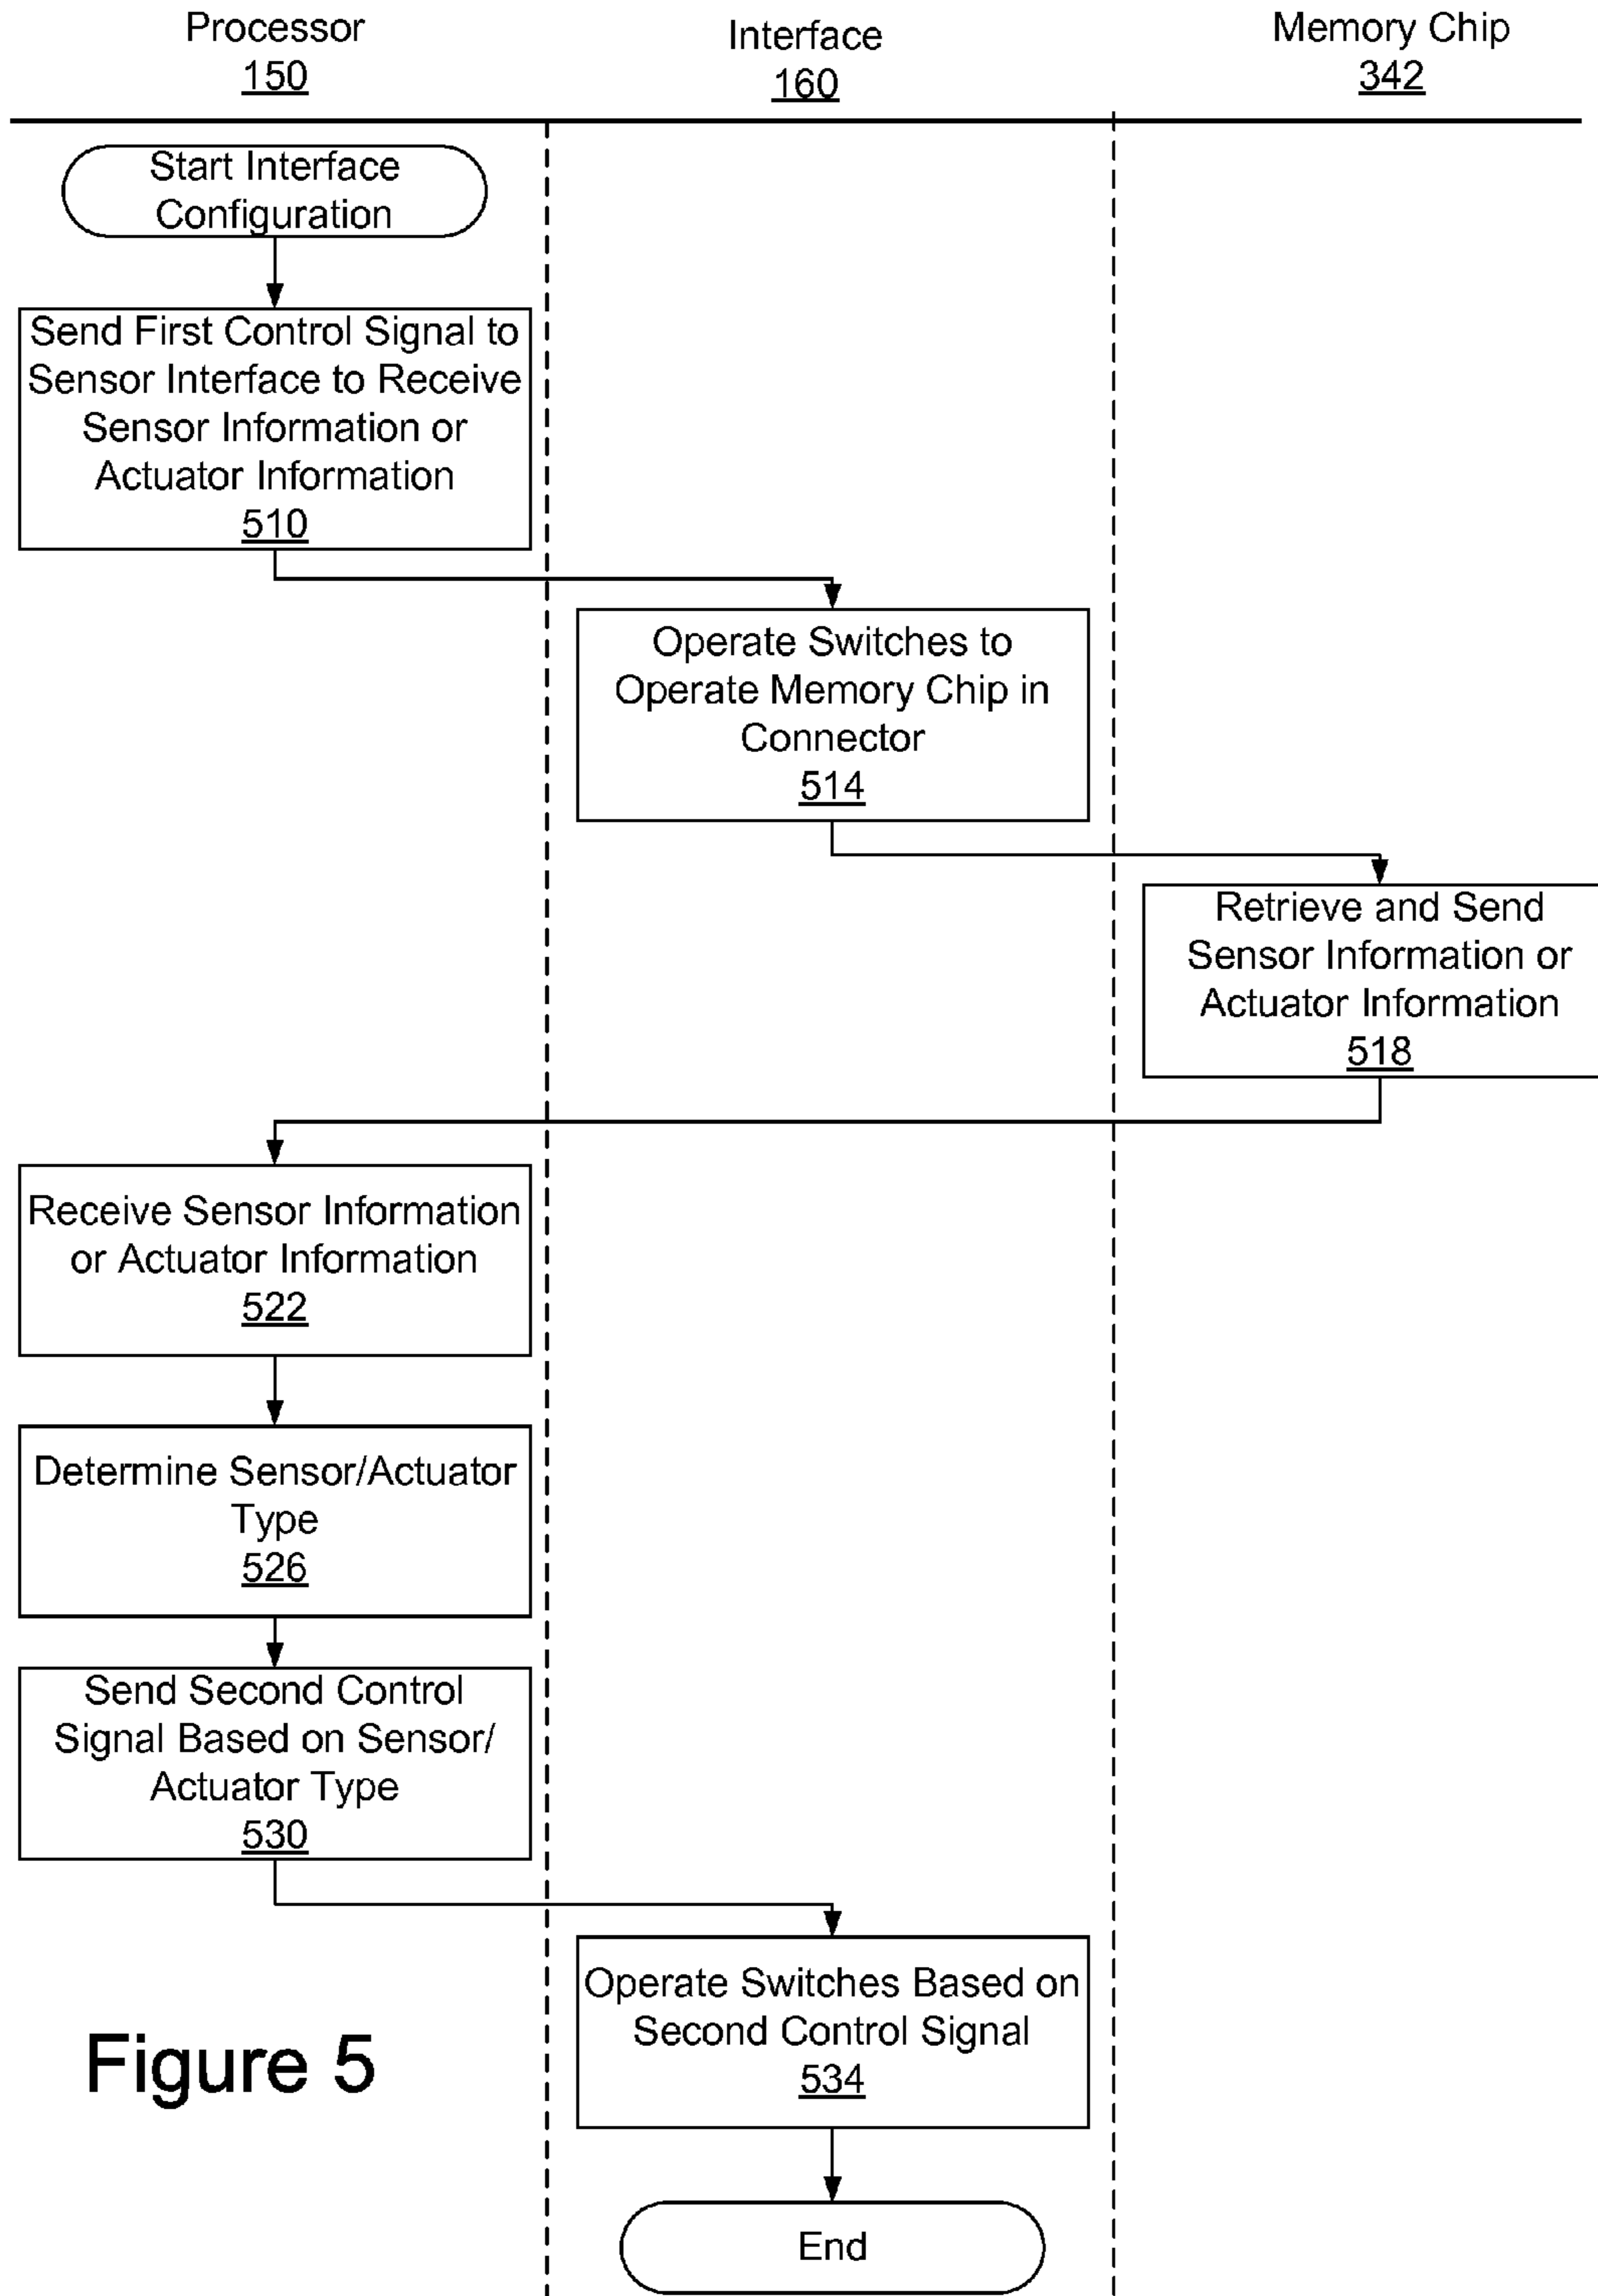 Processor
150
Interface
160
Memory Chip
342
Start Interface
Configuration
Send First Control Signal to
Sensor Interface to Receive
Sensor Information or
Actuator Information
510
Operate Switches to
Operate Memory Chip in
Connector
514
Retrieve and Send
Sensor Information or
Actuator Information
518
Receive Sensor Information
or Actuator Information
522
Determine Sensor/Actuator
Type
526
Send Second Control
Signal Based on Sensor/
Actuator Type
530
Operate Switches Based on
Second Control Signal
534
End
Figure 5